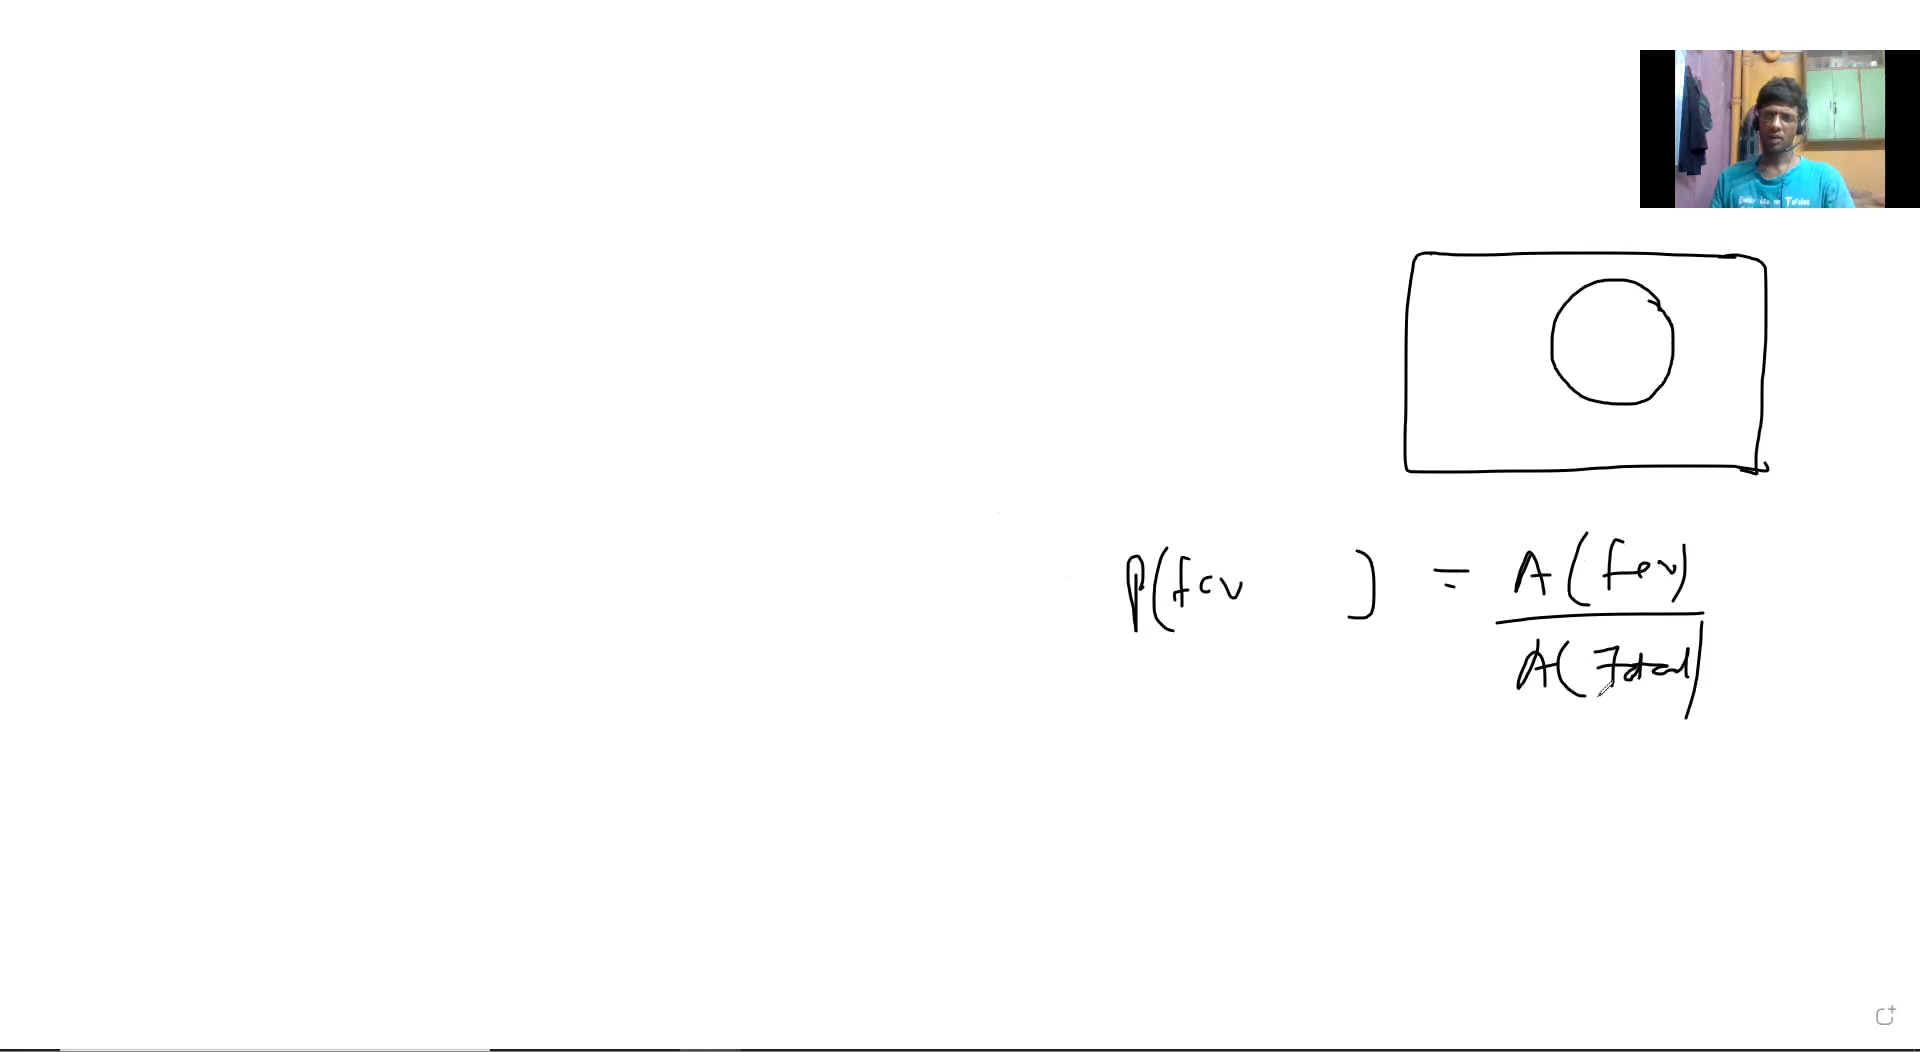 P(fav ) = A(fav)
A(Total)